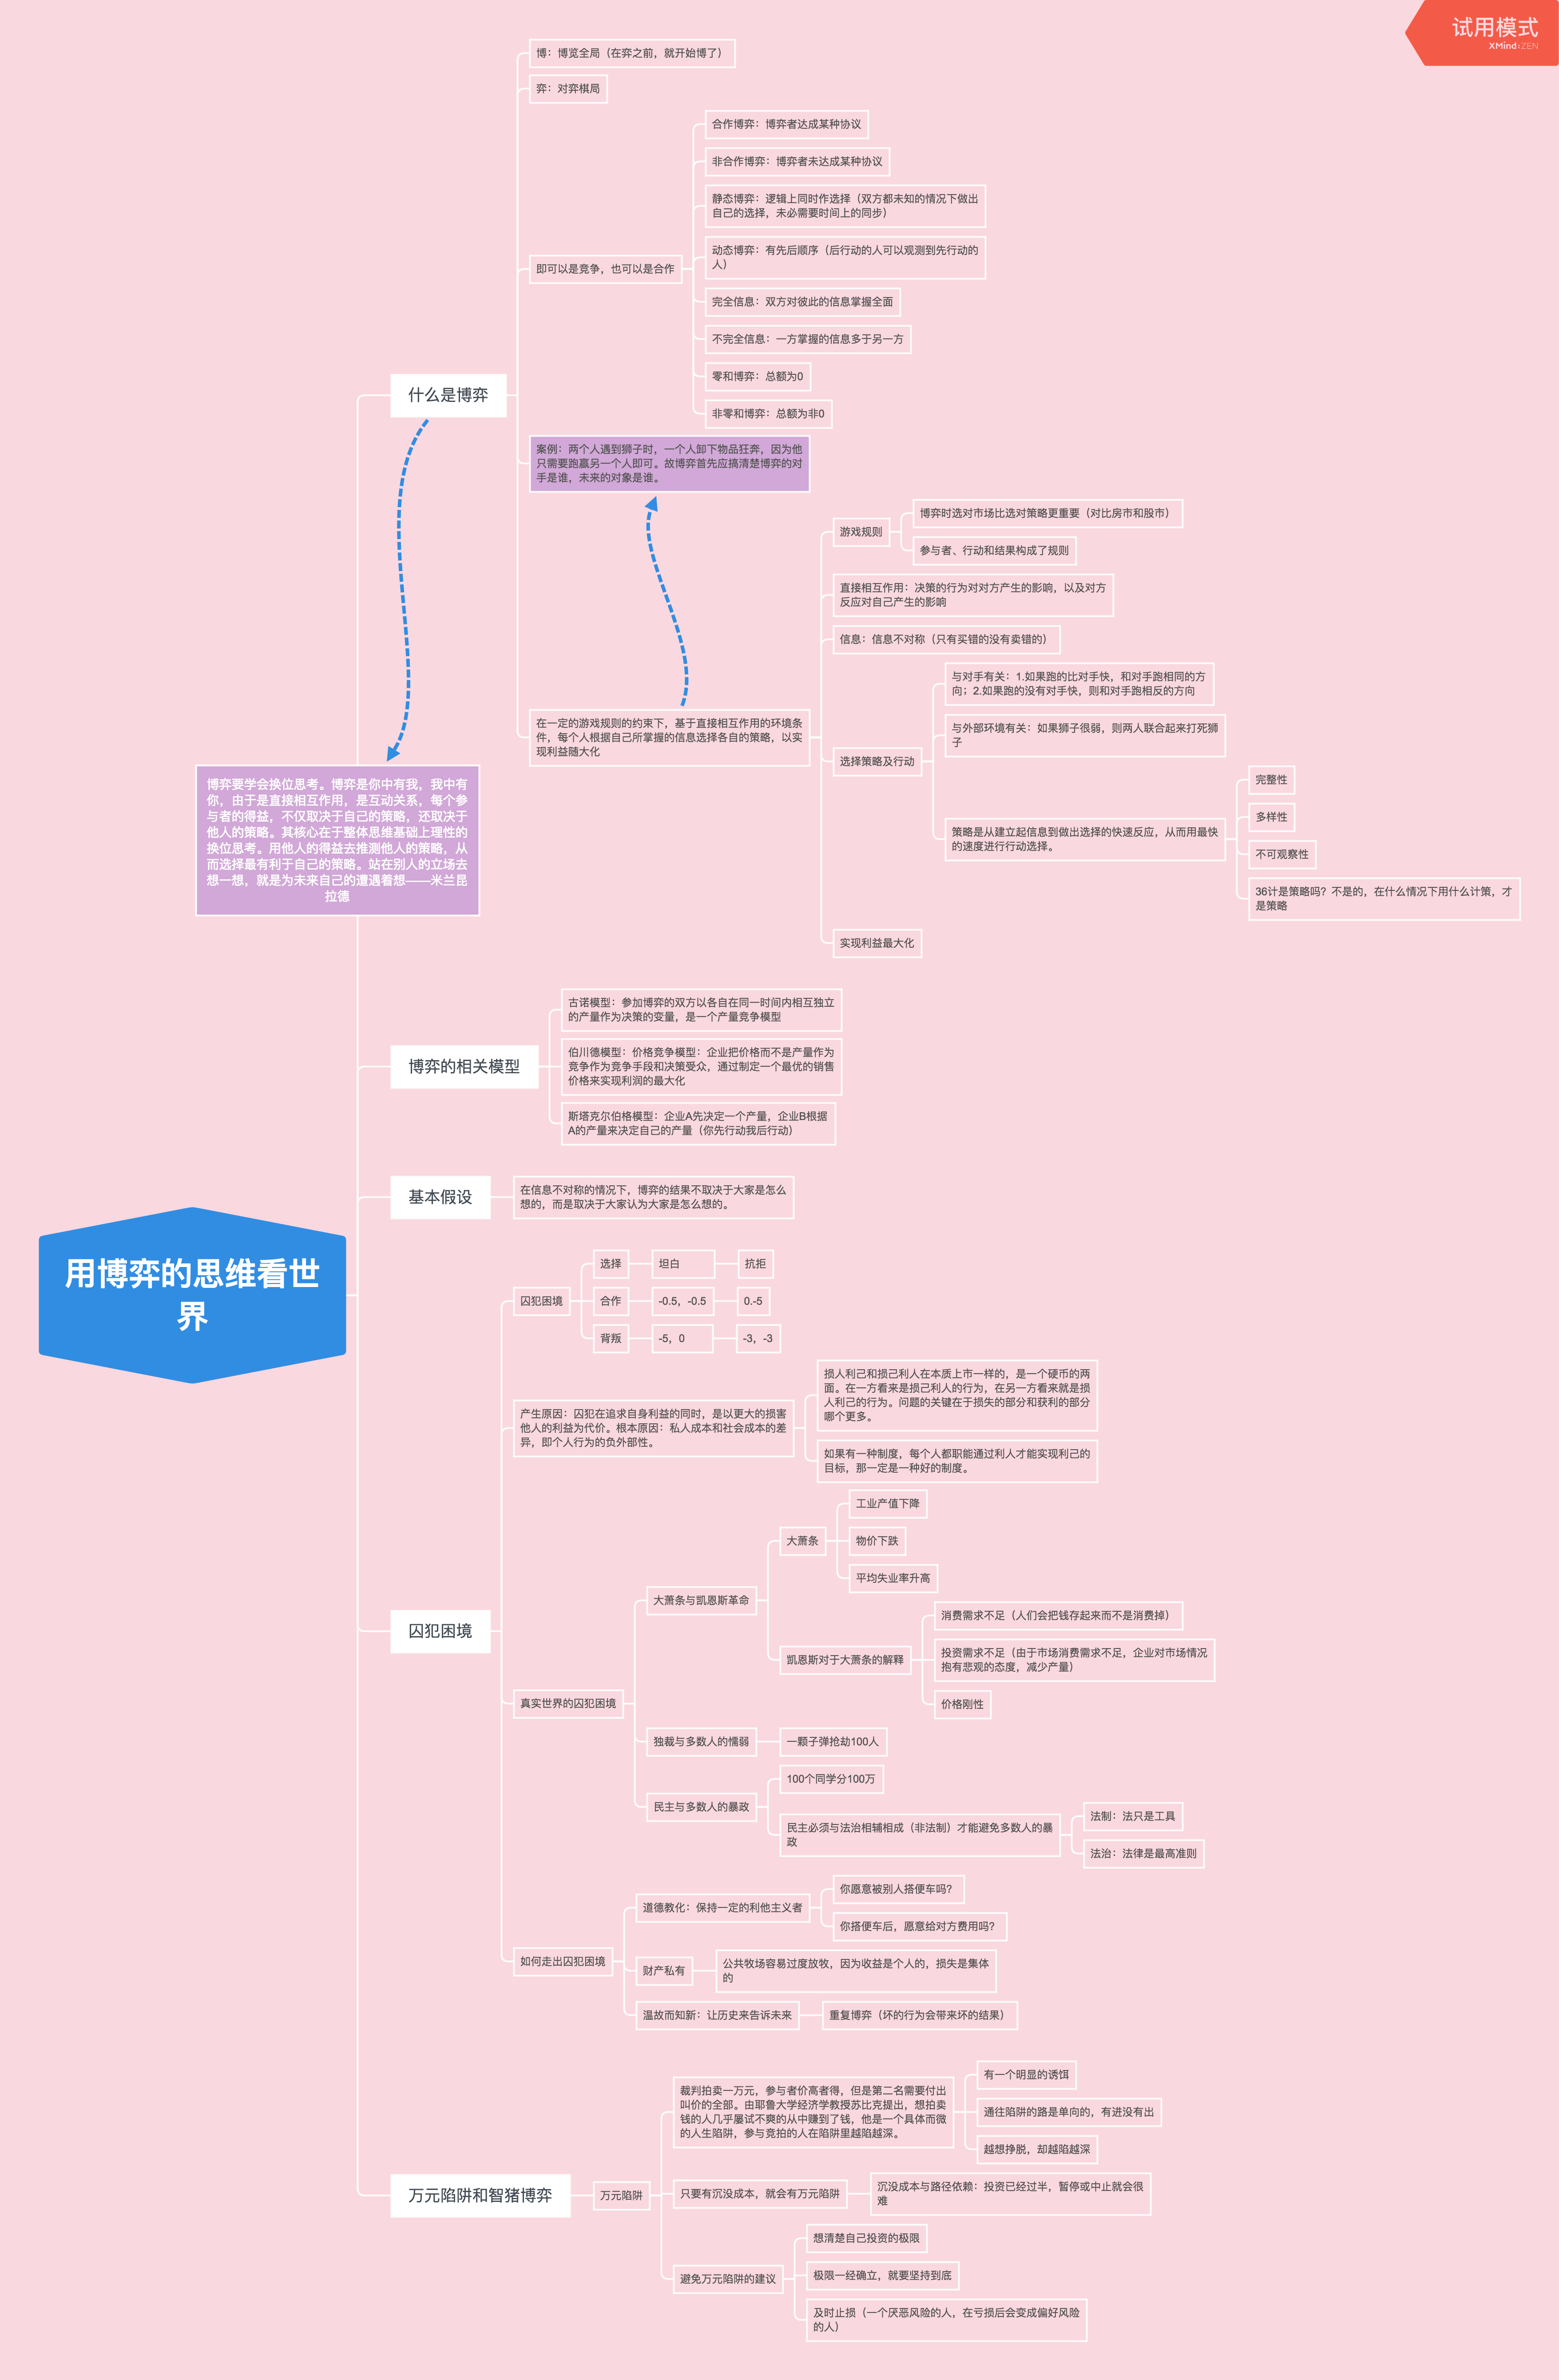 试用模式
XMind:ZEN
用博弈的思维看世
界
什么是博弈
博：博览全局（在弈之前，就开始博了）
弈：对弈棋局
即可以是竞争，也可以是合作
合作博弈：博弈者达成某种协议
非合作博弈：博弈者未达成某种协议
静态博弈：逻辑上同时作选择（双方都未知的情况下做出
自己的选择，未必需要时间上的同步）
动态博弈：有先后顺序（后行动的人可以观测到先行动的
人）
完全信息：双方对彼此的信息掌握全面
不完全信息：一方掌握的信息多于另一方
零和博弈：总额为0
非零和博弈：总额为非0
案例：两个人遇到狮子时，一个人卸下物品狂奔，因为他
只需要跑赢另一个人即可。故博弈首先应搞清楚博弈的对
手是谁，未来的对象是谁。
在一定的游戏规则的约束下，基于直接相互作用的环境条
件，每个人根据自己所掌握的信息选择各自的策略，以实
现利益随大化
游戏规则
博弈时选对市场比选对策略更重要（对比房市和股市）
参与者、行动和结果构成了规则
直接相互作用：决策的行为对对方产生的影响，以及对方
反应对自己产生的影响
信息：信息不对称（只有买错的没有卖错的）
选择策略及行动
与对手有关：1.如果跑的比对手快，和对手跑相同的方
向；2.如果跑的没有对手快，则和对手跑相反的方向
与外部环境有关：如果狮子很弱，则两人联合起来打死狮
子
策略是从建立起信息到做出选择的快速反应，从而用最快
的速度进行行动选择。
完整性
多样性
不可观察性
36计是策略吗？不是的，在什么情况下用什么计策，才
是策略
实现利益最大化
博弈要学会换位思考。博弈是你中有我，我中有
你，由于是直接相互作用，是互动关系，每个参
与者的得益，不仅取决于自己的策略，还取决于
他人的策略。其核心在于整体思维基础上理性的
换位思考。用他人的得益去推测他人的策略，从
而选择最有利于自己的策略。站在别人的立场去
想一想，就是为未来自己的遭遇着想——米兰昆
拉德
博弈的相关模型
古诺模型：参加博弈的双方以各自在同一时间内相互独立
的产量作为决策的变量，是一个产量竞争模型
伯川德模型：价格竞争模型：企业把价格而不是产量作为
竞争作为竞争手段和决策受众，通过制定一个最优的销售
价格来实现利润的最大化
斯塔克尔伯格模型：企业A先决定一个产量，企业B根据
A的产量来决定自己的产量（你先行动我后行动）
基本假设
在信息不对称的情况下，博弈的结果不取决于大家是怎么
想的，而是取决于大家认为大家是怎么想的。
囚犯困境
囚犯困境
选择
坦白
抗拒
合作
-0.5，-0.5
0.-5
背叛
-5，0
-3，-3
产生原因：囚犯在追求自身利益的同时，是以更大的损害
他人的利益为代价。根本原因：私人成本和社会成本的差
异，即个人行为的负外部性。
损人利己和损己利人在本质上市一样的，是一个硬币的两
面。在一方看来是损己利人的行为，在另一方看来就是损
人利己的行为。问题的关键在于损失的部分和获利的部分
哪个更多。
如果有一种制度，每个人都职能通过利人才能实现利己的
目标，那一定是一种好的制度。
真实世界的囚犯困境
大萧条与凯恩斯革命
大萧条
工业产值下降
物价下跌
平均失业率升高
凯恩斯对于大萧条的解释
消费需求不足（人们会把钱存起来而不是消费掉）
投资需求不足（由于市场消费需求不足，企业对市场情况
抱有悲观的态度，减少产量）
价格刚性
独裁与多数人的懦弱
一颗子弹抢劫100人
民主与多数人的暴政
100个同学分100万
民主必须与法治相辅相成（非法制）才能避免多数人的暴
政
法制：法只是工具
法治：法律是最高准则
如何走出囚犯困境
道德教化：保持一定的利他主义者
你愿意被别人搭便车吗？
你搭便车后，愿意给对方费用吗？
财产私有
公共牧场容易过度放牧，因为收益是个人的，损失是集体
的
温故而知新：让历史来告诉未来
重复博弈（坏的行为会带来坏的结果）
万元陷阱和智猪博弈
万元陷阱
裁判拍卖一万元，参与者价高者得，但是第二名需要付出
叫价的全部。由耶鲁大学经济学教授苏比克提出，想拍卖
钱的人几乎屡试不爽的从中赚到了钱，他是一个具体而微
的人生陷阱，参与竞拍的人在陷阱里越陷越深。
有一个明显的诱饵
通往陷阱的路是单向的，有进没有出
越想挣脱，却越陷越深
只要有沉没成本，就会有万元陷阱
沉没成本与路径依赖：投资已经过半，暂停或中止就会很
难
避免万元陷阱的建议
想清楚自己投资的极限
极限一经确立，就要坚持到底
及时止损（一个厌恶风险的人，在亏损后会变成偏好风险
的人）